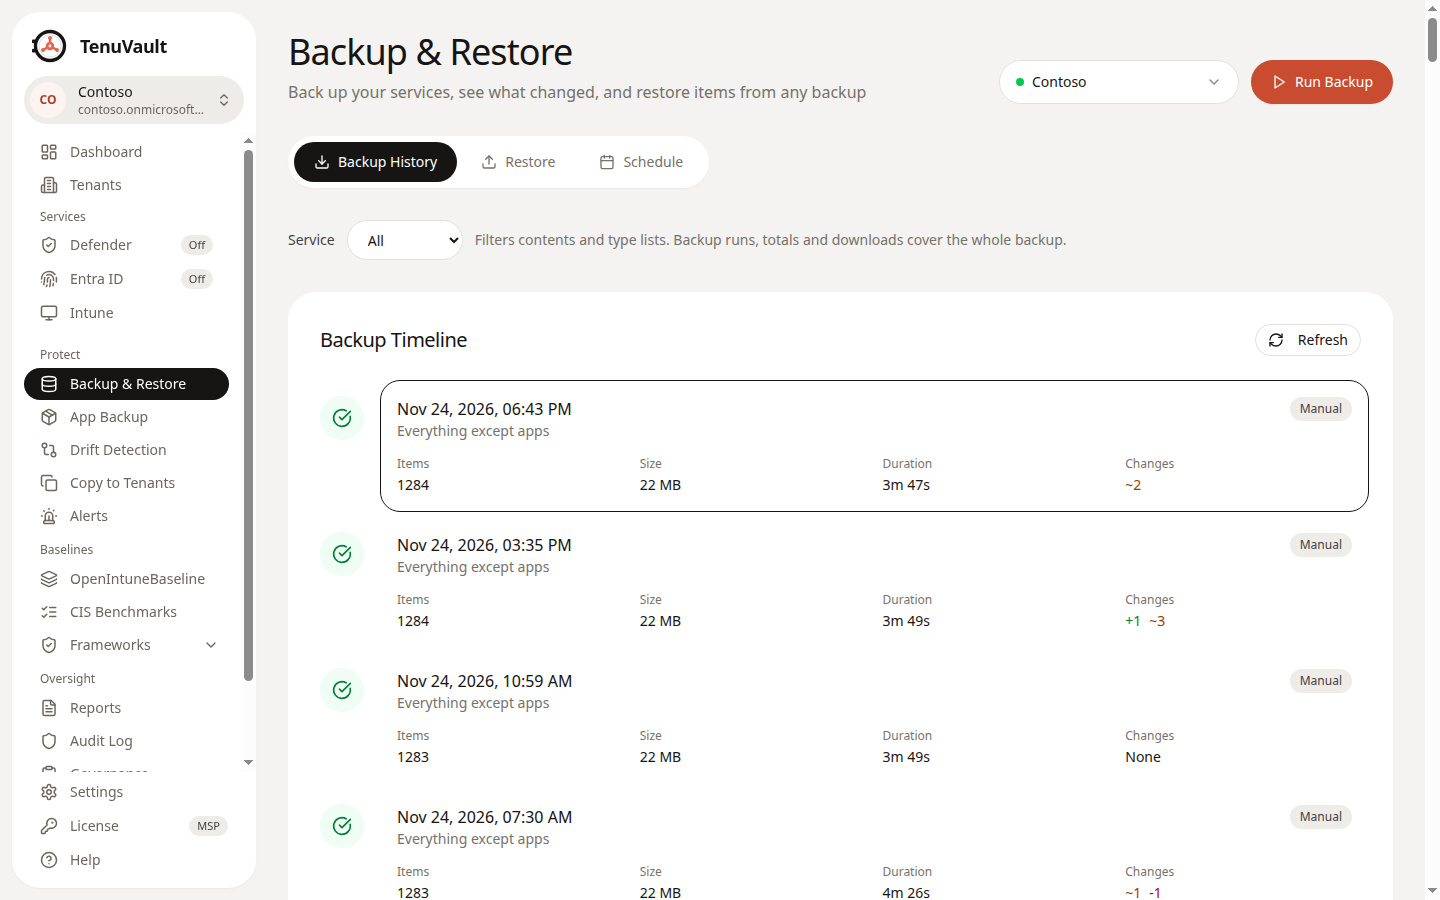 TenuVault
CO
Contoso
contoso.onmicrosoft...
Dashboard
Tenants
Services
Defender Off
Entra ID Off
Intune
Protect
Backup & Restore
App Backup
Drift Detection
Copy to Tenants
Alerts
Baselines
OpenIntuneBaseline
CIS Benchmarks
Frameworks
Oversight
Reports
Audit Log
Settings
License MSP
Help
Backup & Restore
Back up your services, see what changed, and restore items from any backup
Contoso
Run Backup
Backup History Restore Schedule
Service All Filters contents and type lists. Backup runs, totals and downloads cover the whole backup.
Backup Timeline
Refresh
Nov 24, 2026, 06:43 PM Manual
Everything except apps
Items Size Duration Changes
1284 22 MB 3m 47s ~2
Nov 24, 2026, 03:35 PM Manual
Everything except apps
Items Size Duration Changes
1284 22 MB 3m 49s +1 ~3
Nov 24, 2026, 10:59 AM Manual
Everything except apps
Items Size Duration Changes
1283 22 MB 3m 49s None
Nov 24, 2026, 07:30 AM Manual
Everything except apps
Items Size Duration Changes
1283 22 MB 4m 26s ~1 -1